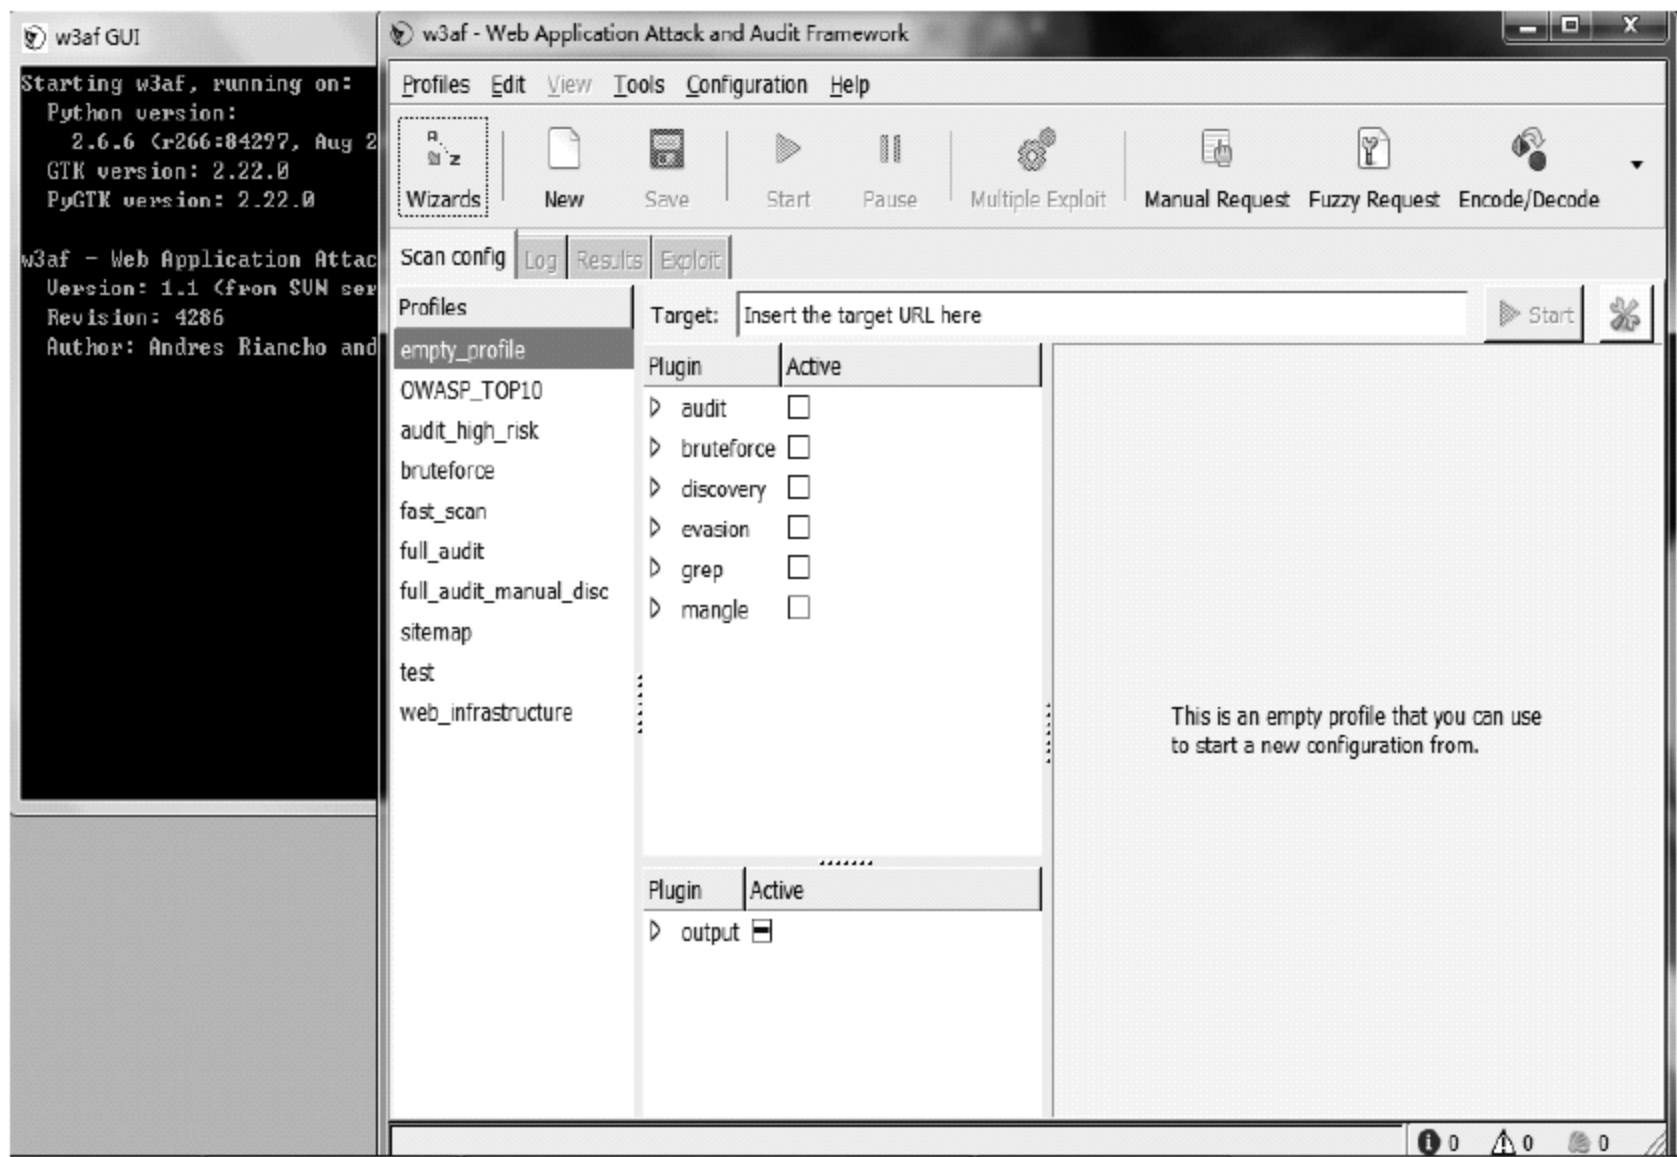 w3af GUI
Starting w3af, running on:
Python version:
2.6.6 (r266:84297, Aug 2
GTK version: 2.22.0
PyGTK version: 2.22.0
w3af - Web Application Attac
Version: 1.1 (from SVN ser
Revision: 4286
Author: Andres Riancho and
w3af - Web Application Attack and Audit Framework
Profiles Edit View Tools Configuration Help
Wizards New Save Start Pause Multiple Exploit Manual Request Fuzzy Request Encode/Decode
Scan config Log Results Exploit
Profiles
empty_profile
OWASP_TOP10
audit_high_risk
bruteforce
fast_scan
full_audit
full_audit_manual_disc
sitemap
test
web_infrastructure
Target: Insert the target URL here Start
Plugin Active
audit
bruteforce
discovery
evasion
grep
mangle
Plugin Active
output
This is an empty profile that you can use
to start a new configuration from.
0 0 0